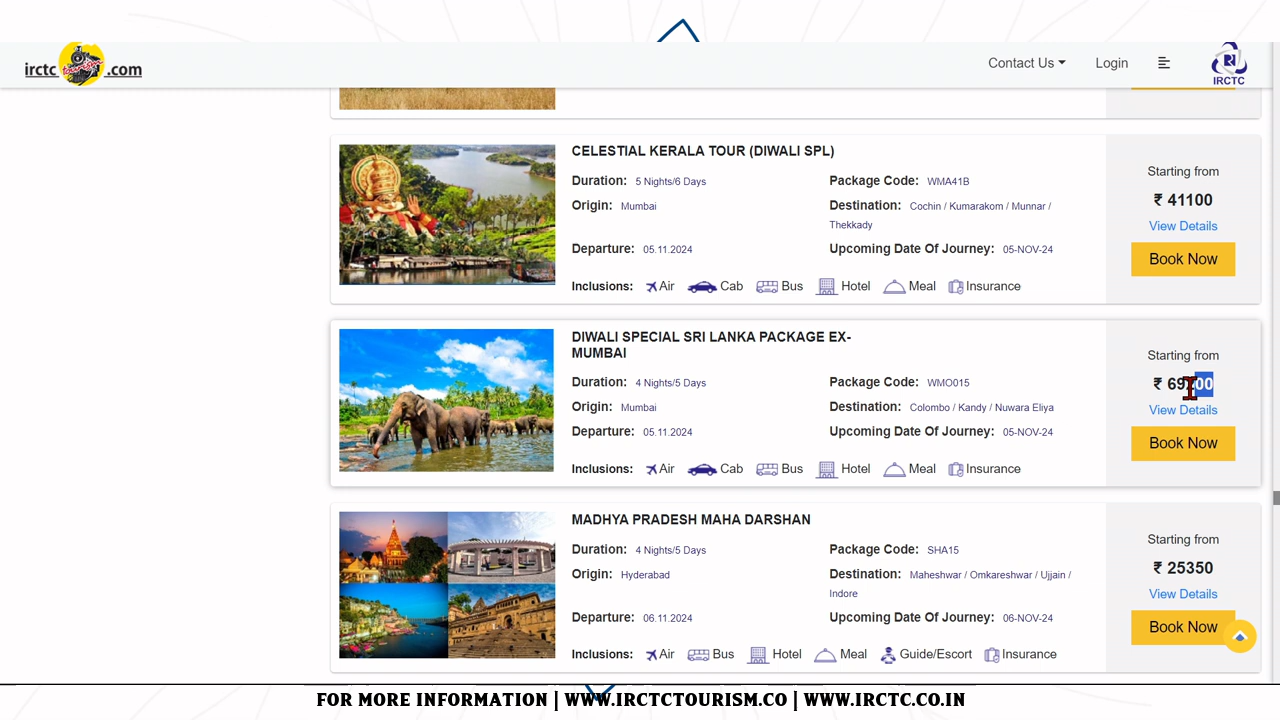 irctc tourism .com
Contact Us
Login
IRCTC
CELESTIAL KERALA TOUR (DIWALI SPL)
Duration: 5 Nights/6 Days
Package Code: WMA41B
Origin: Mumbai
Destination: Cochin / Kumarakom / Munnar /
Thekkady
Departure: 05.11.2024
Upcoming Date Of Journey: 05-NOV-24
Inclusions: Air Cab Bus Hotel Meal Insurance
Starting from
₹ 41100
View Details
Book Now
DIWALI SPECIAL SRI LANKA PACKAGE EX-
MUMBAI
Duration: 4 Nights/5 Days
Package Code: WMO015
Origin: Mumbai
Destination: Colombo / Kandy / Nuwara Eliya
Departure: 05.11.2024
Upcoming Date Of Journey: 05-NOV-24
Inclusions: Air Cab Bus Hotel Meal Insurance
Starting from
View Details
Book Now
MADHYA PRADESH MAHA DARSHAN
Duration: 4 Nights/5 Days
Package Code: SHA15
Origin: Hyderabad
Destination: Maheshwar / Omkareshwar / Ujjain /
Indore
Departure: 06.11.2024
Upcoming Date Of Journey: 06-NOV-24
Inclusions: Air Bus Hotel Meal Guide/Escort Insurance
Starting from
₹ 25350
View Details
Book Now
FOR MORE INFORMATION | WWW.IRCTCTOURISM.CO | WWW.IRCTC.CO.IN